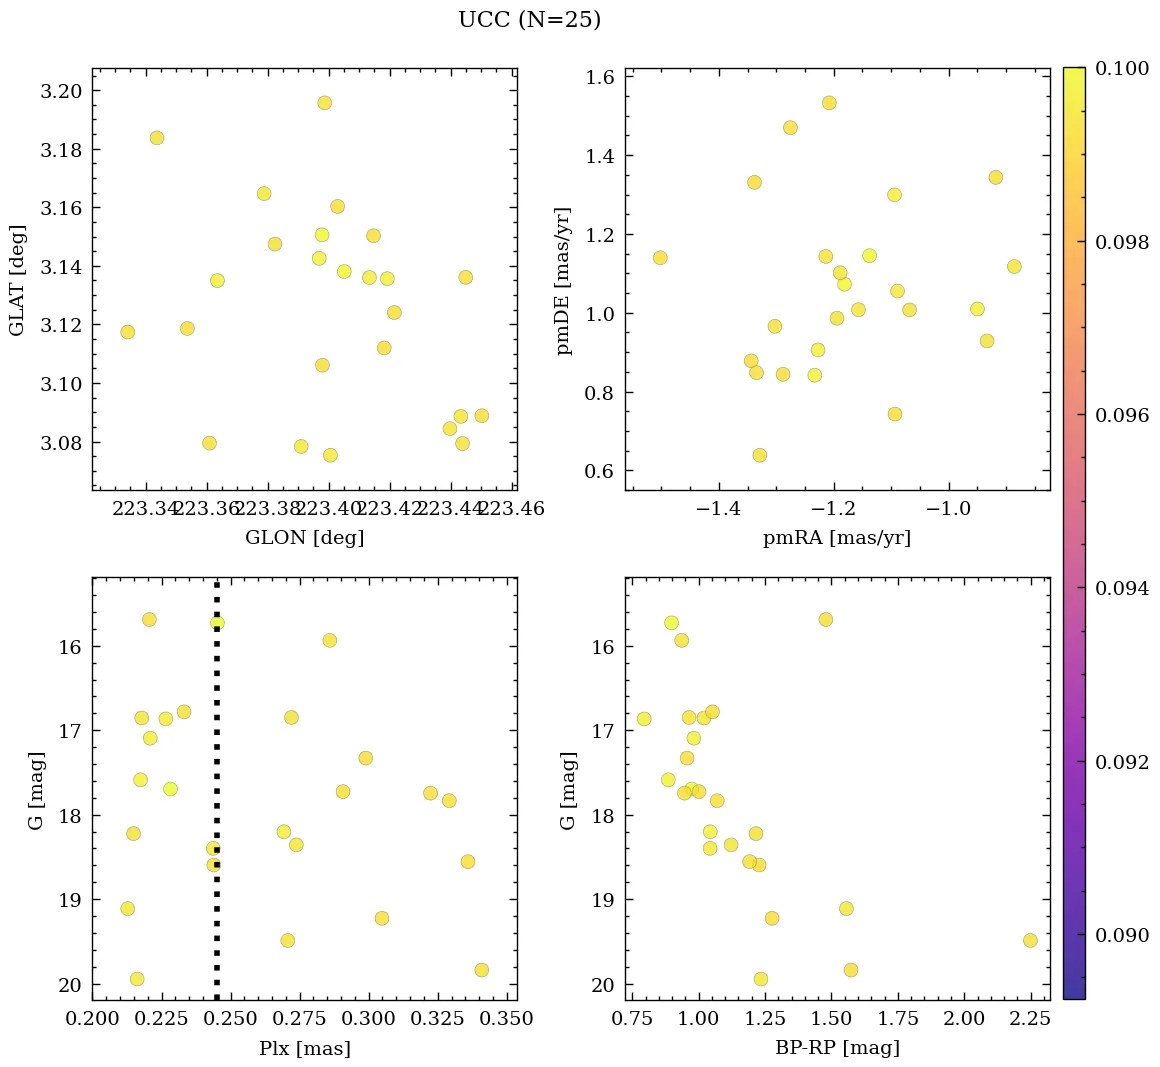 UCC (N=25)
3.20
3.18
3.16
3.14
3.12
3.10
3.08
GLAT [deg]
223.34 223.36 223.38 223.40 223.42 223.44 223.46
GLON [deg]
1.6
1.4
1.2
1.0
0.8
0.6
pmDE [mas/yr]
−1.4 −1.2 −1.0
pmRA [mas/yr]
16
17
18
19
20
G [mag]
0.200 0.225 0.250 0.275 0.300 0.325 0.350
Plx [mas]
16
17
18
19
20
G [mag]
0.75 1.00 1.25 1.50 1.75 2.00 2.25
BP-RP [mag]
0.100
0.098
0.096
0.094
0.092
0.090